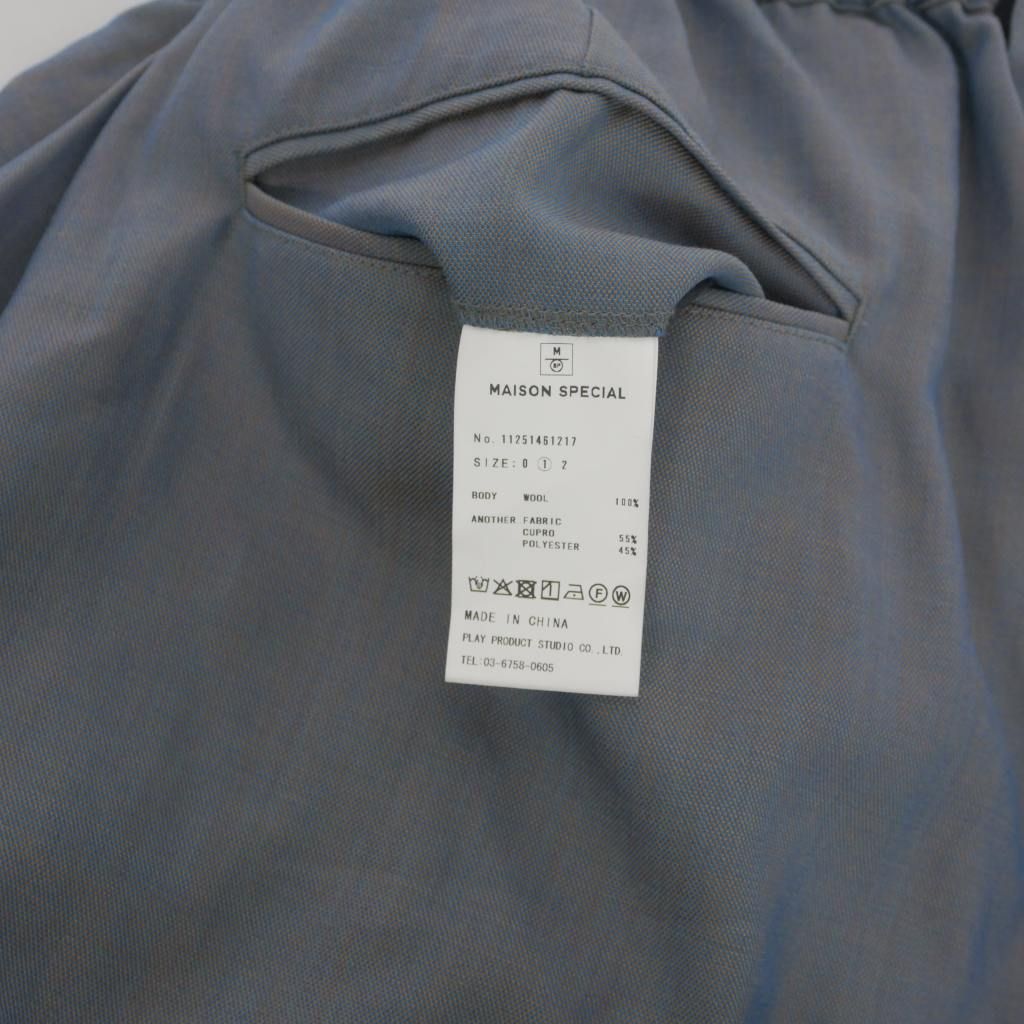 M
SP
MAISON SPECIAL
No. 11251461217
SIZE: 0 ① 2
BODY WOOL 100%
ANOTHER FABRIC
CUPRO 55%
POLYESTER 45%
F W
MADE IN CHINA
PLAY PRODUCT STUDIO CO.,LTD.
TEL:03-6758-0605